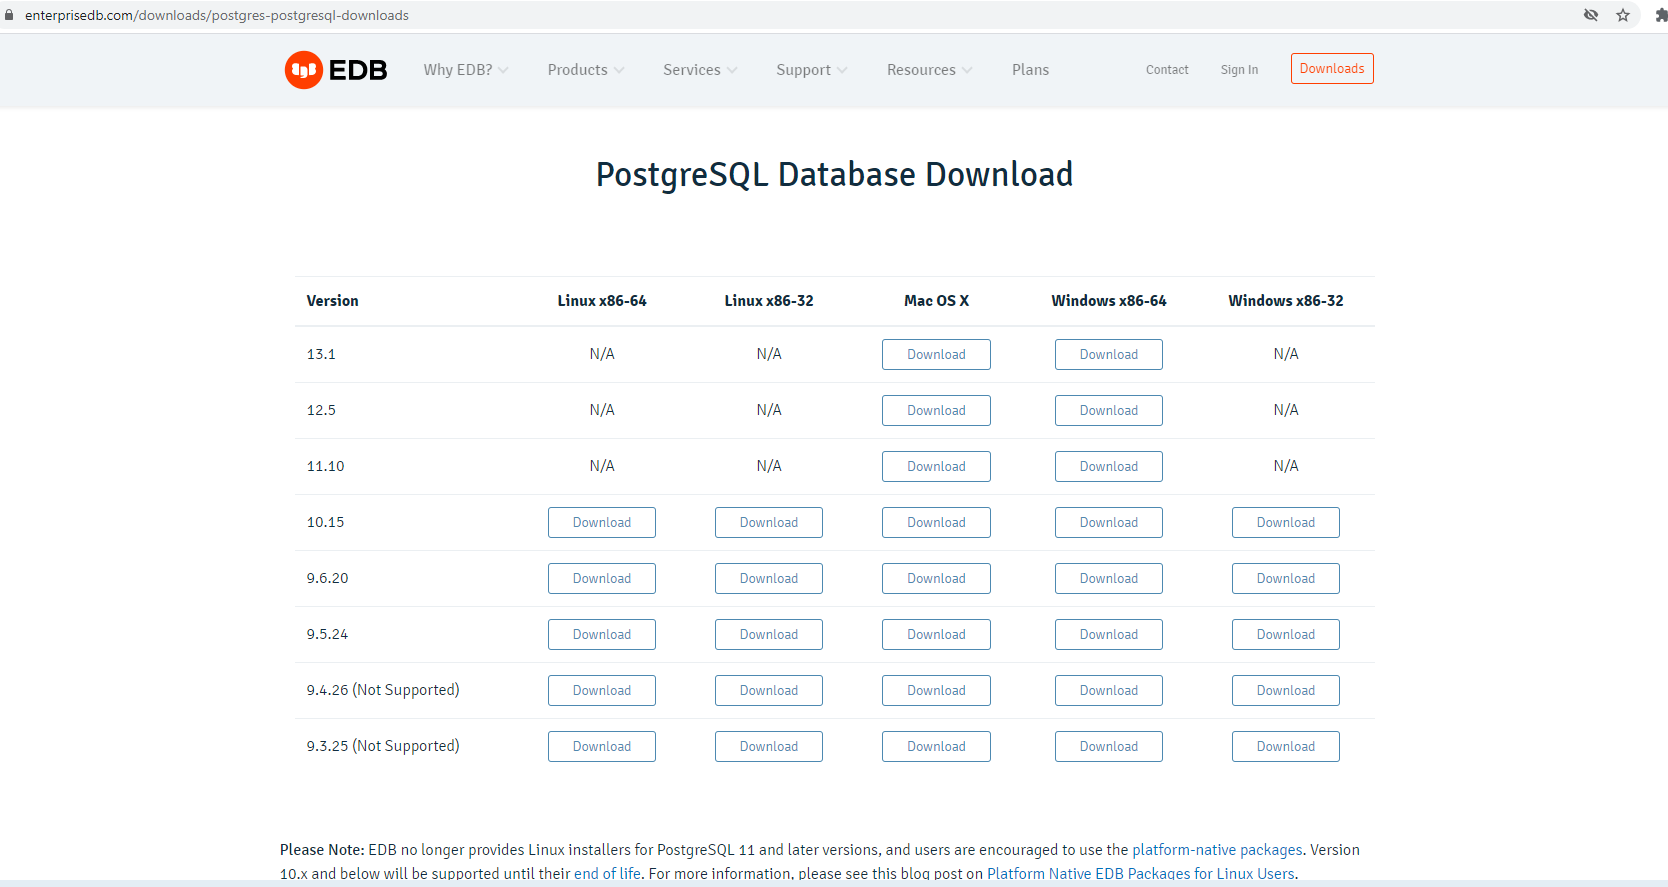 enterprisedb.com/downloads/postgres-postgresql-downloads
EDB Why EDB? Products Services Support Resources Plans Contact Sign In Downloads
PostgreSQL Database Download
Version Linux x86-64 Linux x86-32 Mac OS X Windows x86-64 Windows x86-32
13.1 N/A N/A Download Download N/A
12.5 N/A N/A Download Download N/A
11.10 N/A N/A Download Download N/A
10.15 Download Download Download Download Download
9.6.20 Download Download Download Download Download
9.5.24 Download Download Download Download Download
9.4.26 (Not Supported) Download Download Download Download Download
9.3.25 (Not Supported) Download Download Download Download Download
Please Note: EDB no longer provides Linux installers for PostgreSQL 11 and later versions, and users are encouraged to use the platform-native packages. Version
10.x and below will be supported until their end of life. For more information, please see this blog post on Platform Native EDB Packages for Linux Users.